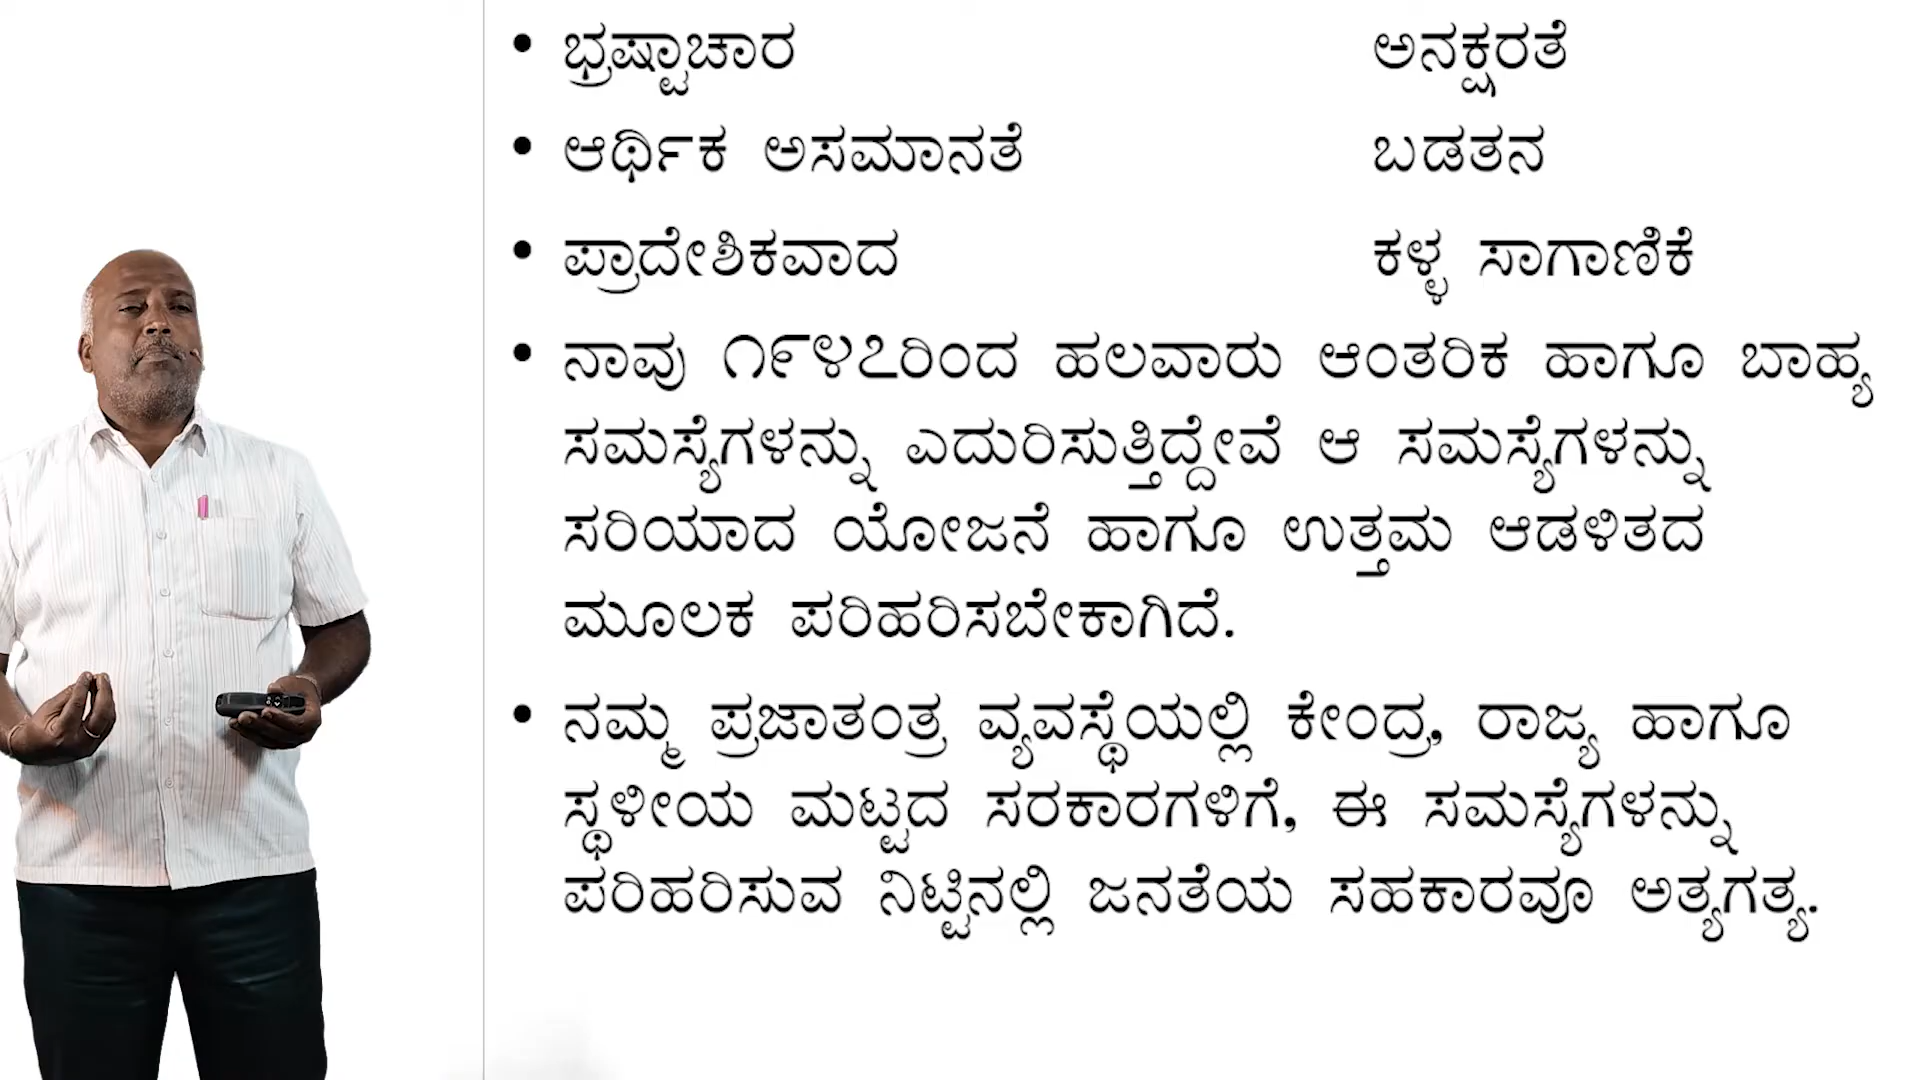 • ಭ್ರಷ್ಟಾಚಾರ ಅನಕ್ಷರತೆ
• ಆರ್ಥಿಕ ಅಸಮಾನತೆ ಬಡತನ
• ಪ್ರಾದೇಶಿಕವಾದ ಕಳ್ಳ ಸಾಗಾಣಿಕೆ
• ನಾವು ೧೯೪೭ರಿಂದ ಹಲವಾರು ಆಂತರಿಕ ಹಾಗೂ ಬಾಹ್ಯ
ಸಮಸ್ಯೆಗಳನ್ನು ಎದುರಿಸುತ್ತಿದ್ದೇವೆ ಆ ಸಮಸ್ಯೆಗಳನ್ನು
ಸರಿಯಾದ ಯೋಜನೆ ಹಾಗೂ ಉತ್ತಮ ಆಡಳಿತದ
ಮೂಲಕ ಪರಿಹರಿಸಬೇಕಾಗಿದೆ.
• ನಮ್ಮ ಪ್ರಜಾತಂತ್ರ ವ್ಯವಸ್ಥೆಯಲ್ಲಿ ಕೇಂದ್ರ, ರಾಜ್ಯ ಹಾಗೂ
ಸ್ಥಳೀಯ ಮಟ್ಟದ ಸರಕಾರಗಳಿಗೆ, ಈ ಸಮಸ್ಯೆಗಳನ್ನು
ಪರಿಹರಿಸುವ ನಿಟ್ಟಿನಲ್ಲಿ ಜನತೆಯ ಸಹಕಾರವೂ ಅತ್ಯಗತ್ಯ.